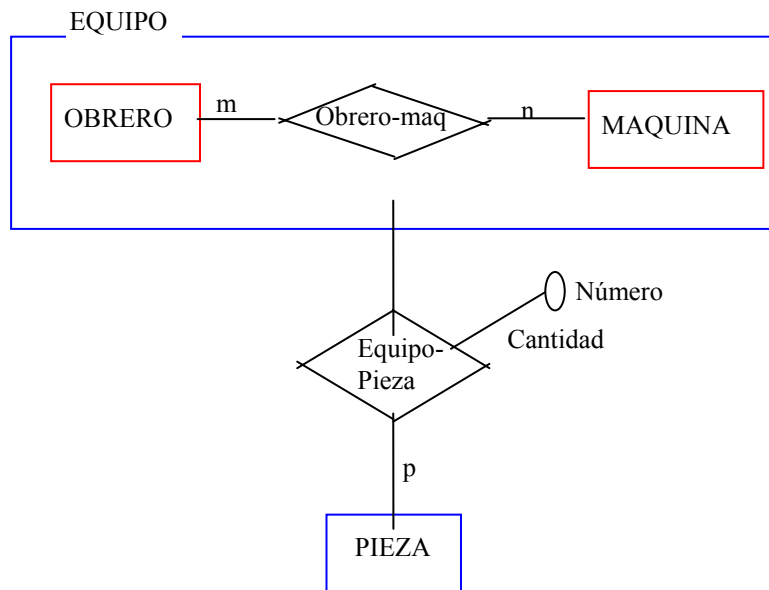 EQUIPO
OBRERO
m
Obrero-maq
n
MAQUINA
Número
Cantidad
Equipo-
Pieza
p
PIEZA